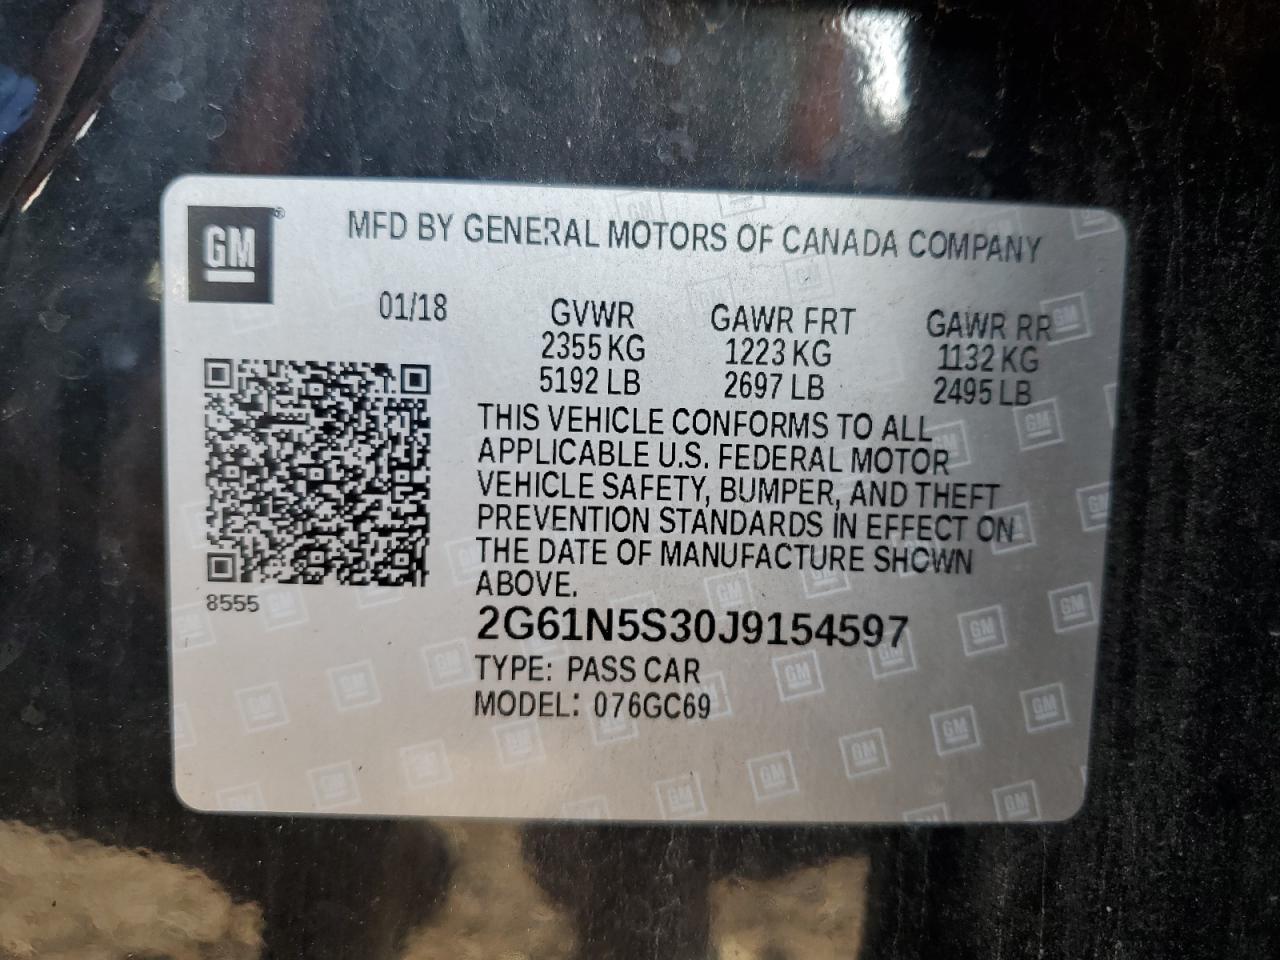 GM
MFD BY GENERAL MOTORS OF CANADA COMPANY
01/18 GVWR GAWR FRT GAWR RR
2355 KG 1223 KG 1132 KG
5192 LB 2697 LB 2495 LB
THIS VEHICLE CONFORMS TO ALL
APPLICABLE U.S. FEDERAL MOTOR
VEHICLE SAFETY, BUMPER, AND THEFT
PREVENTION STANDARDS IN EFFECT ON
THE DATE OF MANUFACTURE SHOWN
ABOVE.
8555
2G61N5S30J9154597
TYPE: PASS CAR
MODEL: 076GC69